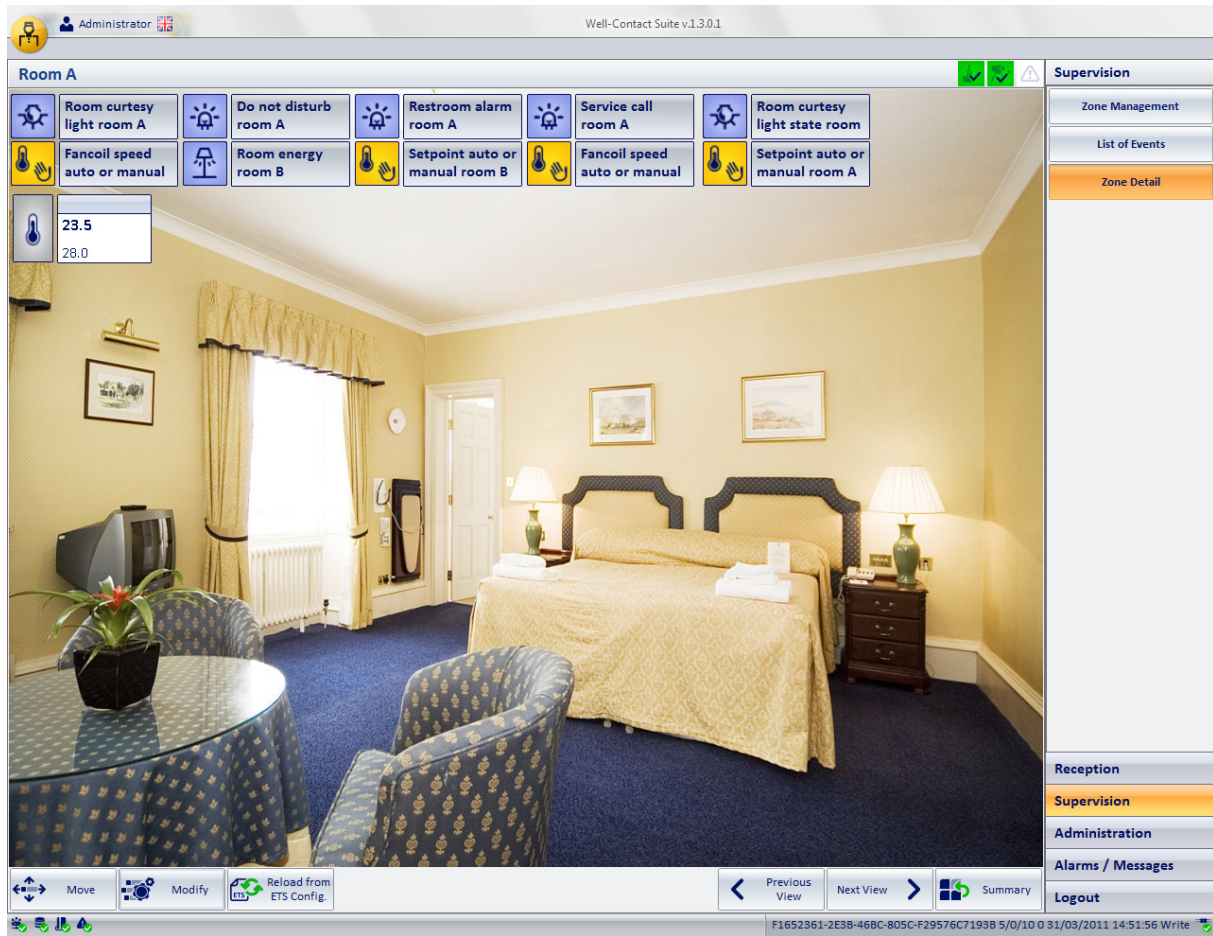 Administrator
Well-Contact Suite v.1.3.0.1
Room A
Supervision
Room curtesy
light room A
Do not disturb
room A
Restroom alarm
room A
Service call
room A
Room curtesy
light state room
Fancoil speed
auto or manual
Room energy
room B
Setpoint auto or
manual room B
Fancoil speed
auto or manual
Setpoint auto or
manual room A
23.5
28.0
Zone Management
List of Events
Zone Detail
Reception
Supervision
Administration
Alarms / Messages
Logout
Move
Modify
ETS
Reload from
ETS Config.
Previous
View
Next View
Summary
F1652361-2E3B-46BC-805C-F29576C7193B 5/0/10 0 31/03/2011 14:51:56 Write